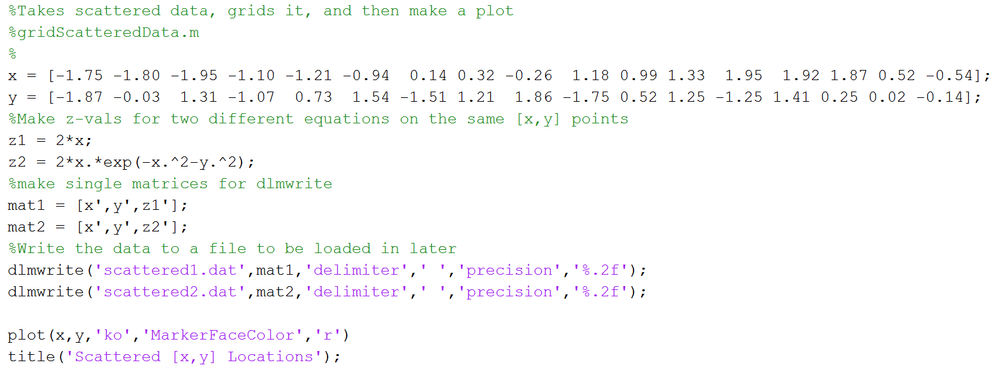 %Takes scattered data, grids it, and then make a plot
%gridScatteredData.m
%
x = [-1.75 -1.80 -1.95 -1.10 -1.21 -0.94  0.14 0.32 -0.26  1.18 0.99 1.33  1.95  1.92 1.87 0.52 -0.54];
y = [-1.87 -0.03  1.31 -1.07  0.73  1.54 -1.51 1.21  1.86 -1.75 0.52 1.25 -1.25 1.41 0.25 0.02 -0.14];
%Make z-vals for two different equations on the same [x,y] points
z1 = 2*x;
z2 = 2*x.*exp(-x.^2-y.^2);
%make single matrices for dlmwrite
mat1 = [x',y',z1'];
mat2 = [x',y',z2'];
%Write the data to a file to be loaded in later
dlmwrite('scattered1.dat',mat1,'delimiter',' ','precision','%.2f');
dlmwrite('scattered2.dat',mat2,'delimiter',' ','precision','%.2f');

plot(x,y,'ko','MarkerFaceColor','r')
title('Scattered [x,y] Locations');